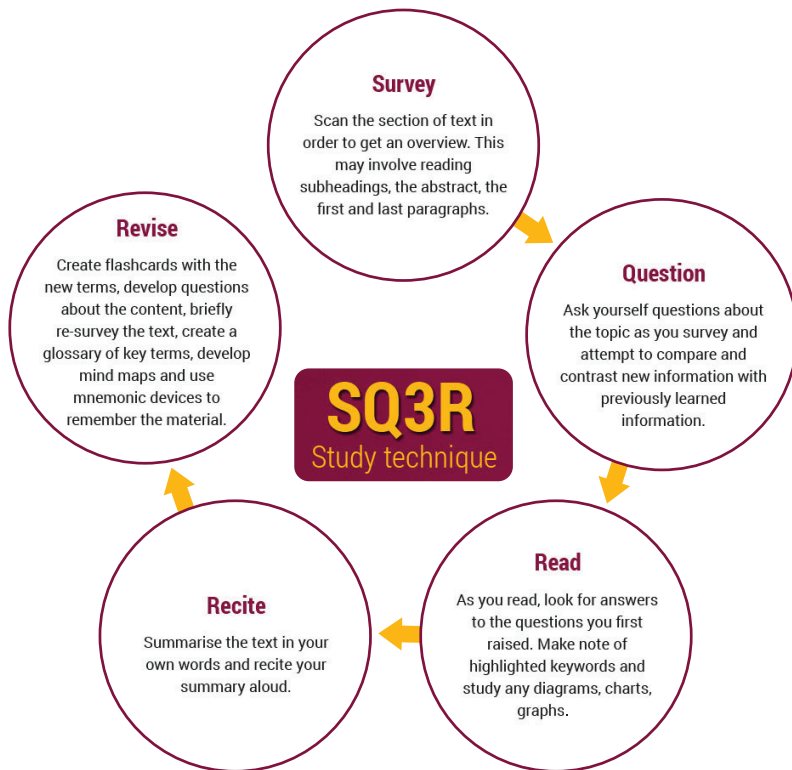 Survey
Scan the section of text in
order to get an overview. This
may involve reading
subheadings, the abstract, the
first and last paragraphs.
Question
Ask yourself questions about
the topic as you survey and
attempt to compare and
contrast new information with
previously learned
information.
Read
As you read, look for answers
to the questions you first
raised. Make note of
highlighted keywords and
study any diagrams, charts,
graphs.
Recite
Summarise the text in your
own words and recite your
summary aloud.
Revise
Create flashcards with the
new terms, develop questions
about the content, briefly
re-survey the text, create a
glossary of key terms, develop
mind maps and use
mnemonic devices to
remember the material.
SQ3R
Study technique